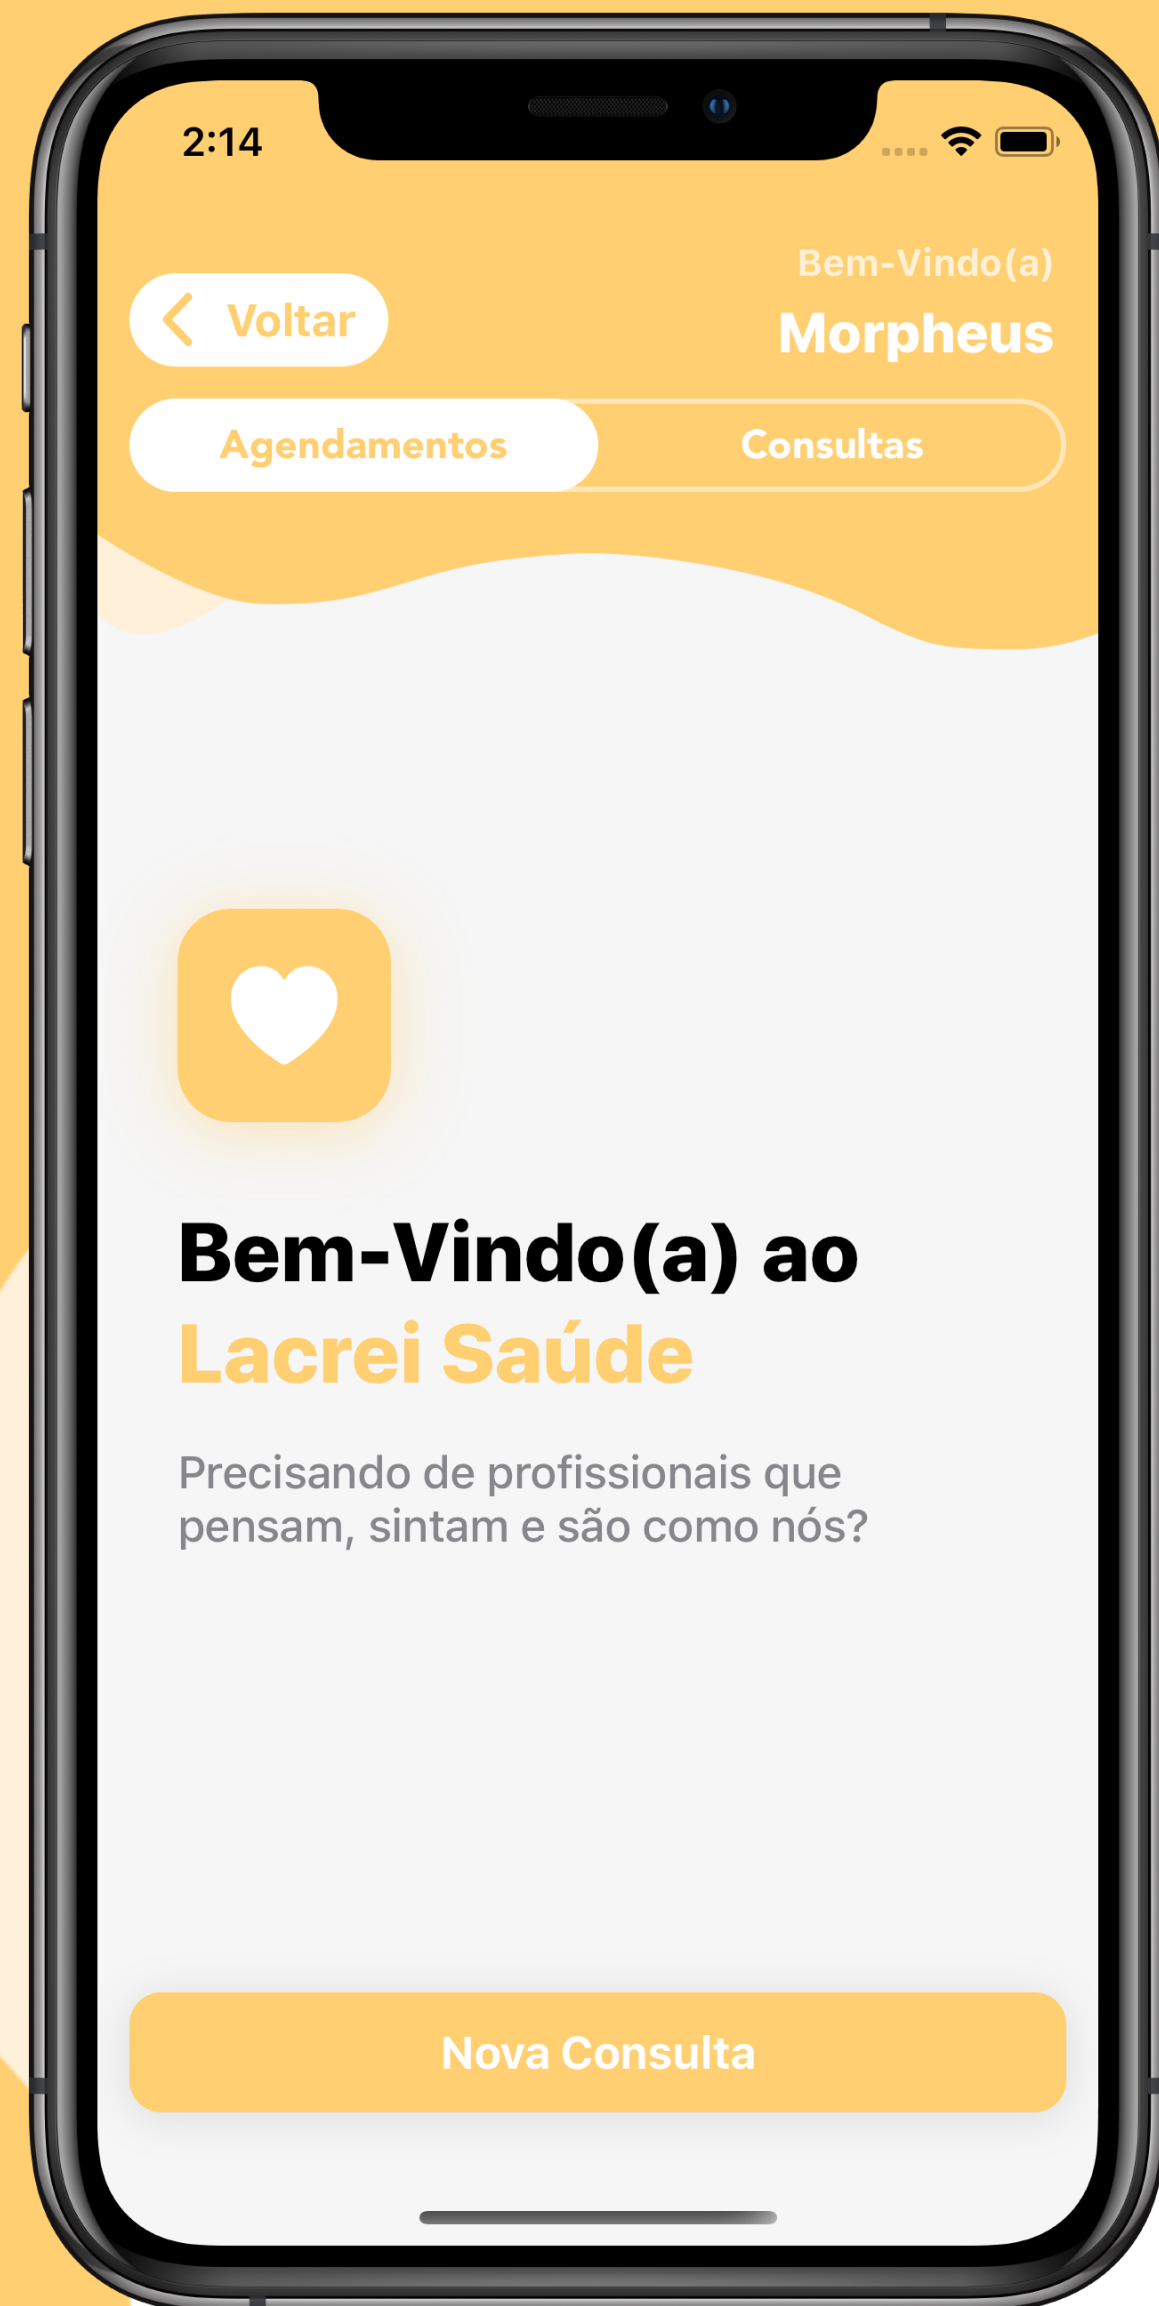 2:14
Bem-Vindo(a)
Voltar
Morpheus
Agendamentos
Consultas
Bem-Vindo(a) ao
Lacrei Saúde
Precisando de profissionais que
pensam, sintam e são como nós?
Nova Consulta